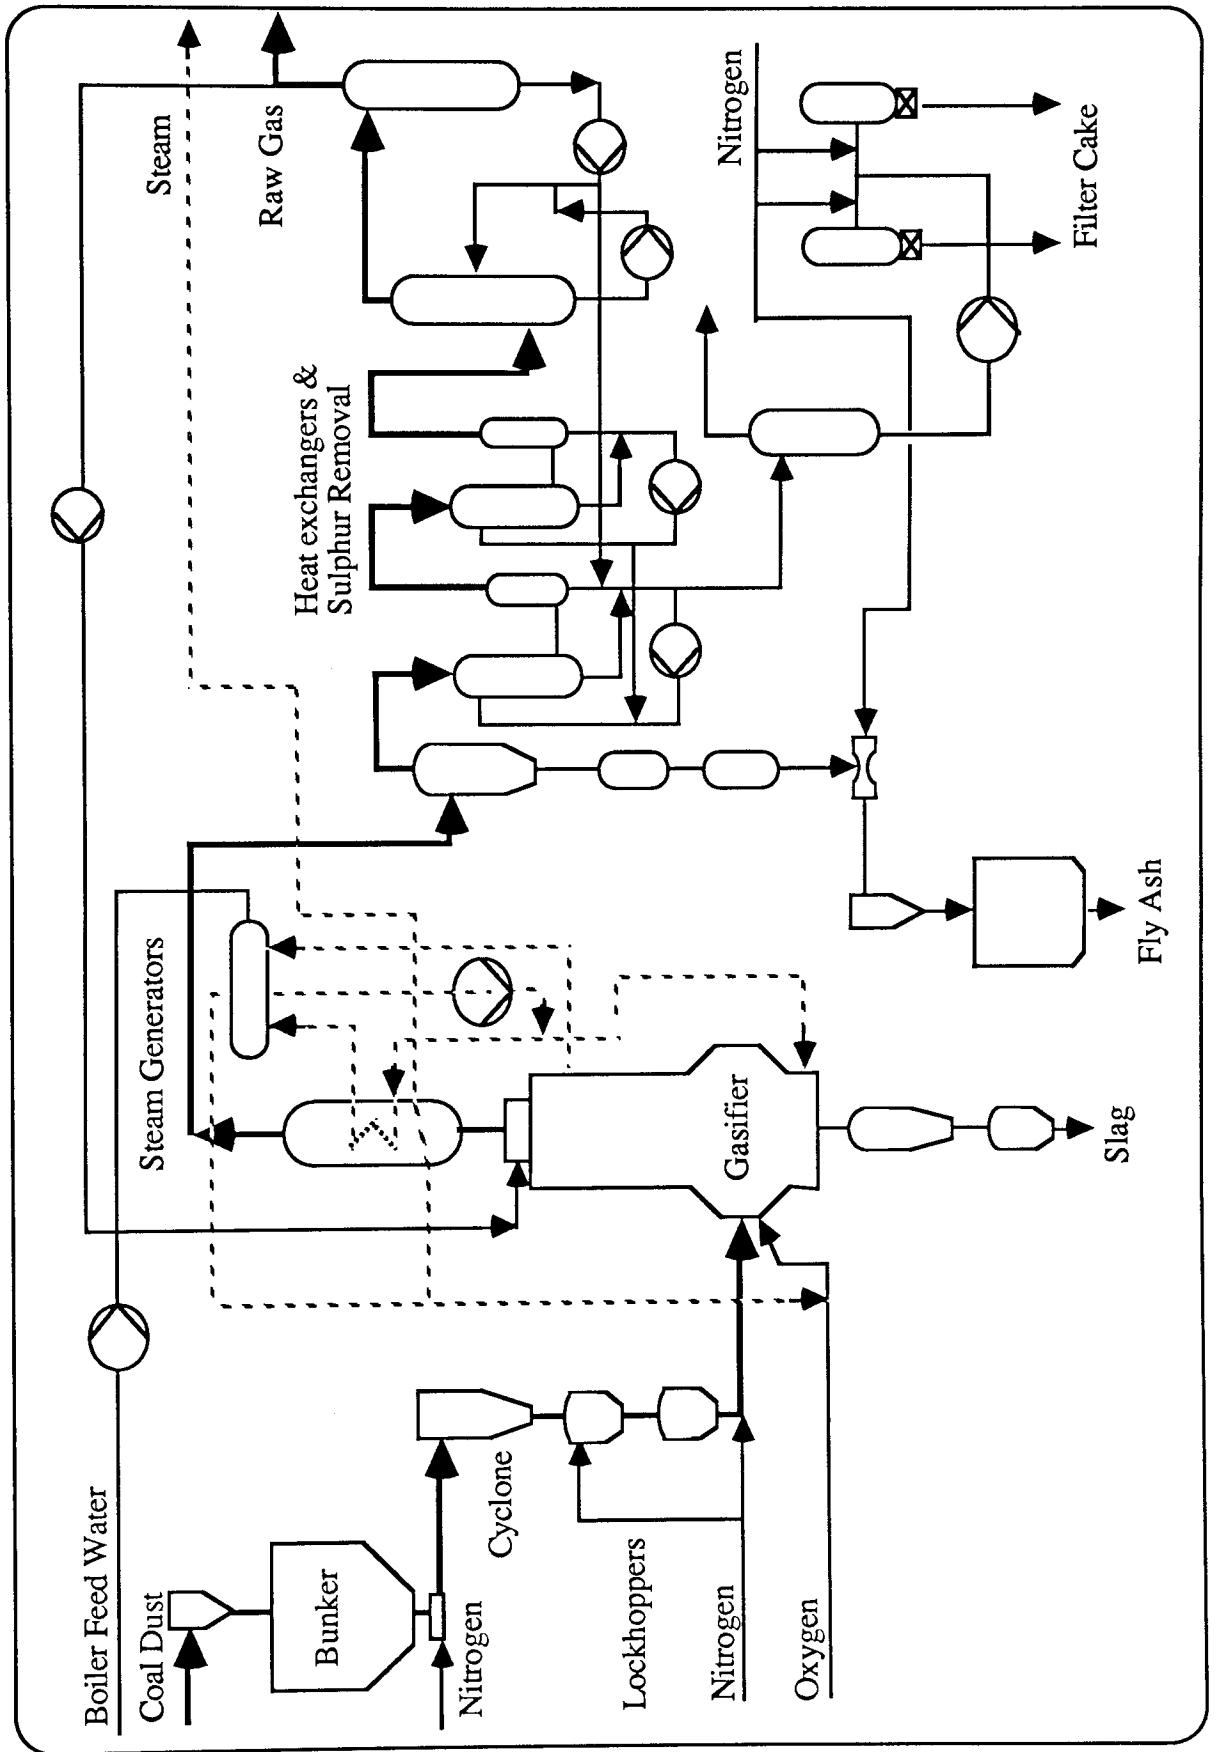 Boiler Feed Water
Coal Dust
Bunker
Nitrogen
Cyclone
Lockhoppers
Nitrogen
Oxygen
Steam Generators
Gasifier
Slag
Fly Ash
Heat exchangers &
Sulphur Removal
Steam
Raw Gas
Nitrogen
Filter Cake